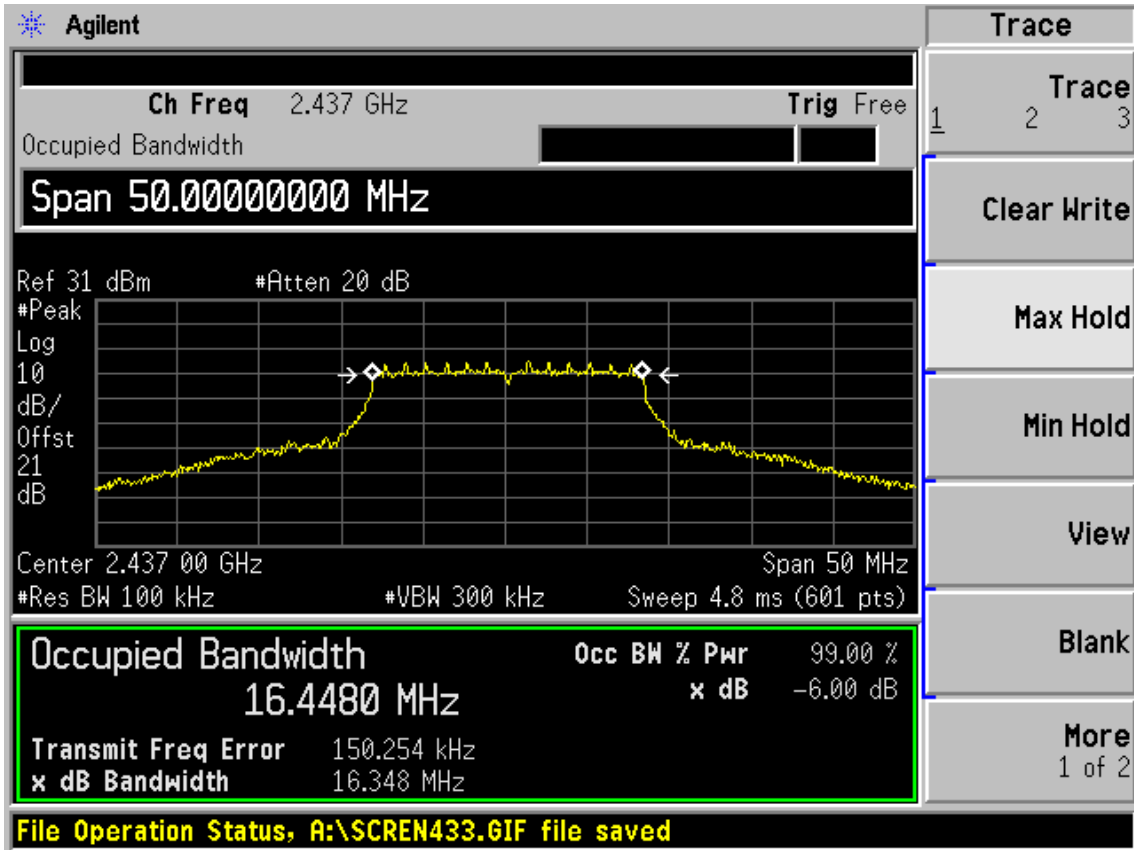 Agilent
Trace
Ch Freq 2.437 GHz Trig Free
Occupied Bandwidth
Span 50.00000000 MHz
Ref 31 dBm #Atten 20 dB
#Peak
Log
10
dB/
Offst
21
dB
Center 2.437 00 GHz Span 50 MHz
#Res BW 100 kHz #VBW 300 kHz Sweep 4.8 ms (601 pts)
Occupied Bandwidth
16.4480 MHz
Occ BW % Pwr 99.00 %
x dB -6.00 dB
Transmit Freq Error 150.254 kHz
x dB Bandwidth 16.348 MHz
Trace
1 2 3
Clear Write
Max Hold
Min Hold
View
Blank
More
1 of 2
File Operation Status, A:\SCREN433.GIF file saved